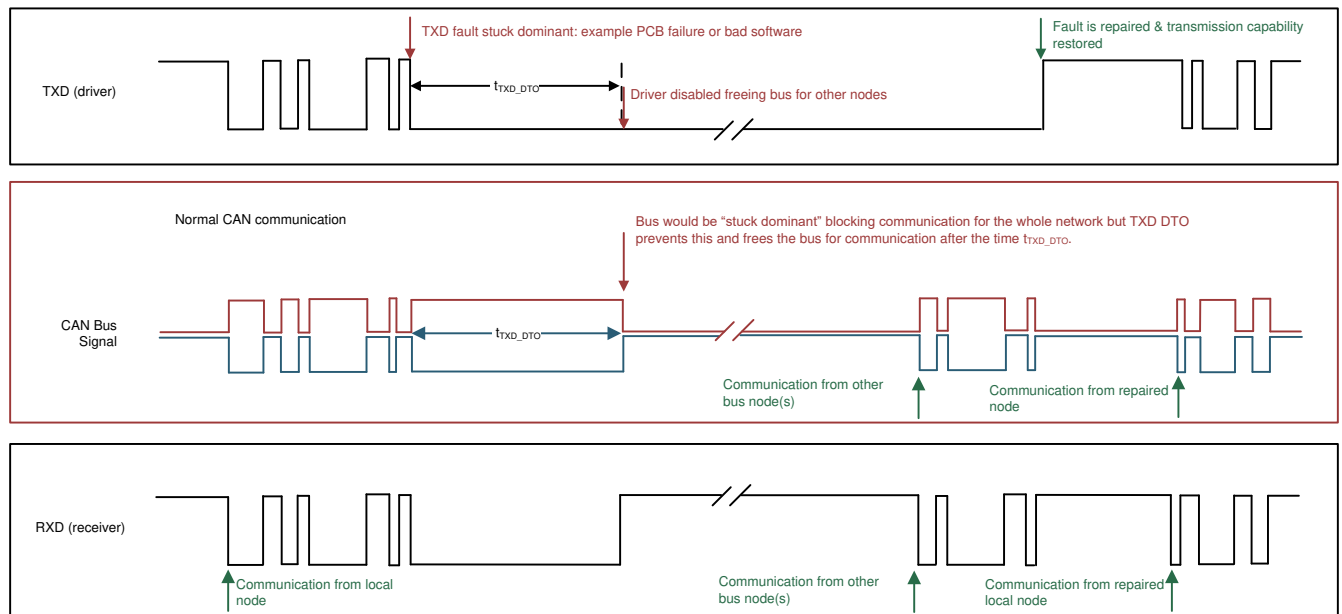 TXD fault stuck dominant: example PCB failure or bad software
Fault is repaired & transmission capability
restored
TXD (driver)
tTXD_DTO
Driver disabled freeing bus for other nodes
Normal CAN communication
Bus would be “stuck dominant” blocking communication for the whole network but TXD DTO
prevents this and frees the bus for communication after the time tTXD_DTO.
CAN Bus
Signal
tTXD_DTO
Communication from other
bus node(s)
Communication from repaired
node
RXD (receiver)
Communication from local
node
Communication from other
bus node(s)
Communication from repaired
local node